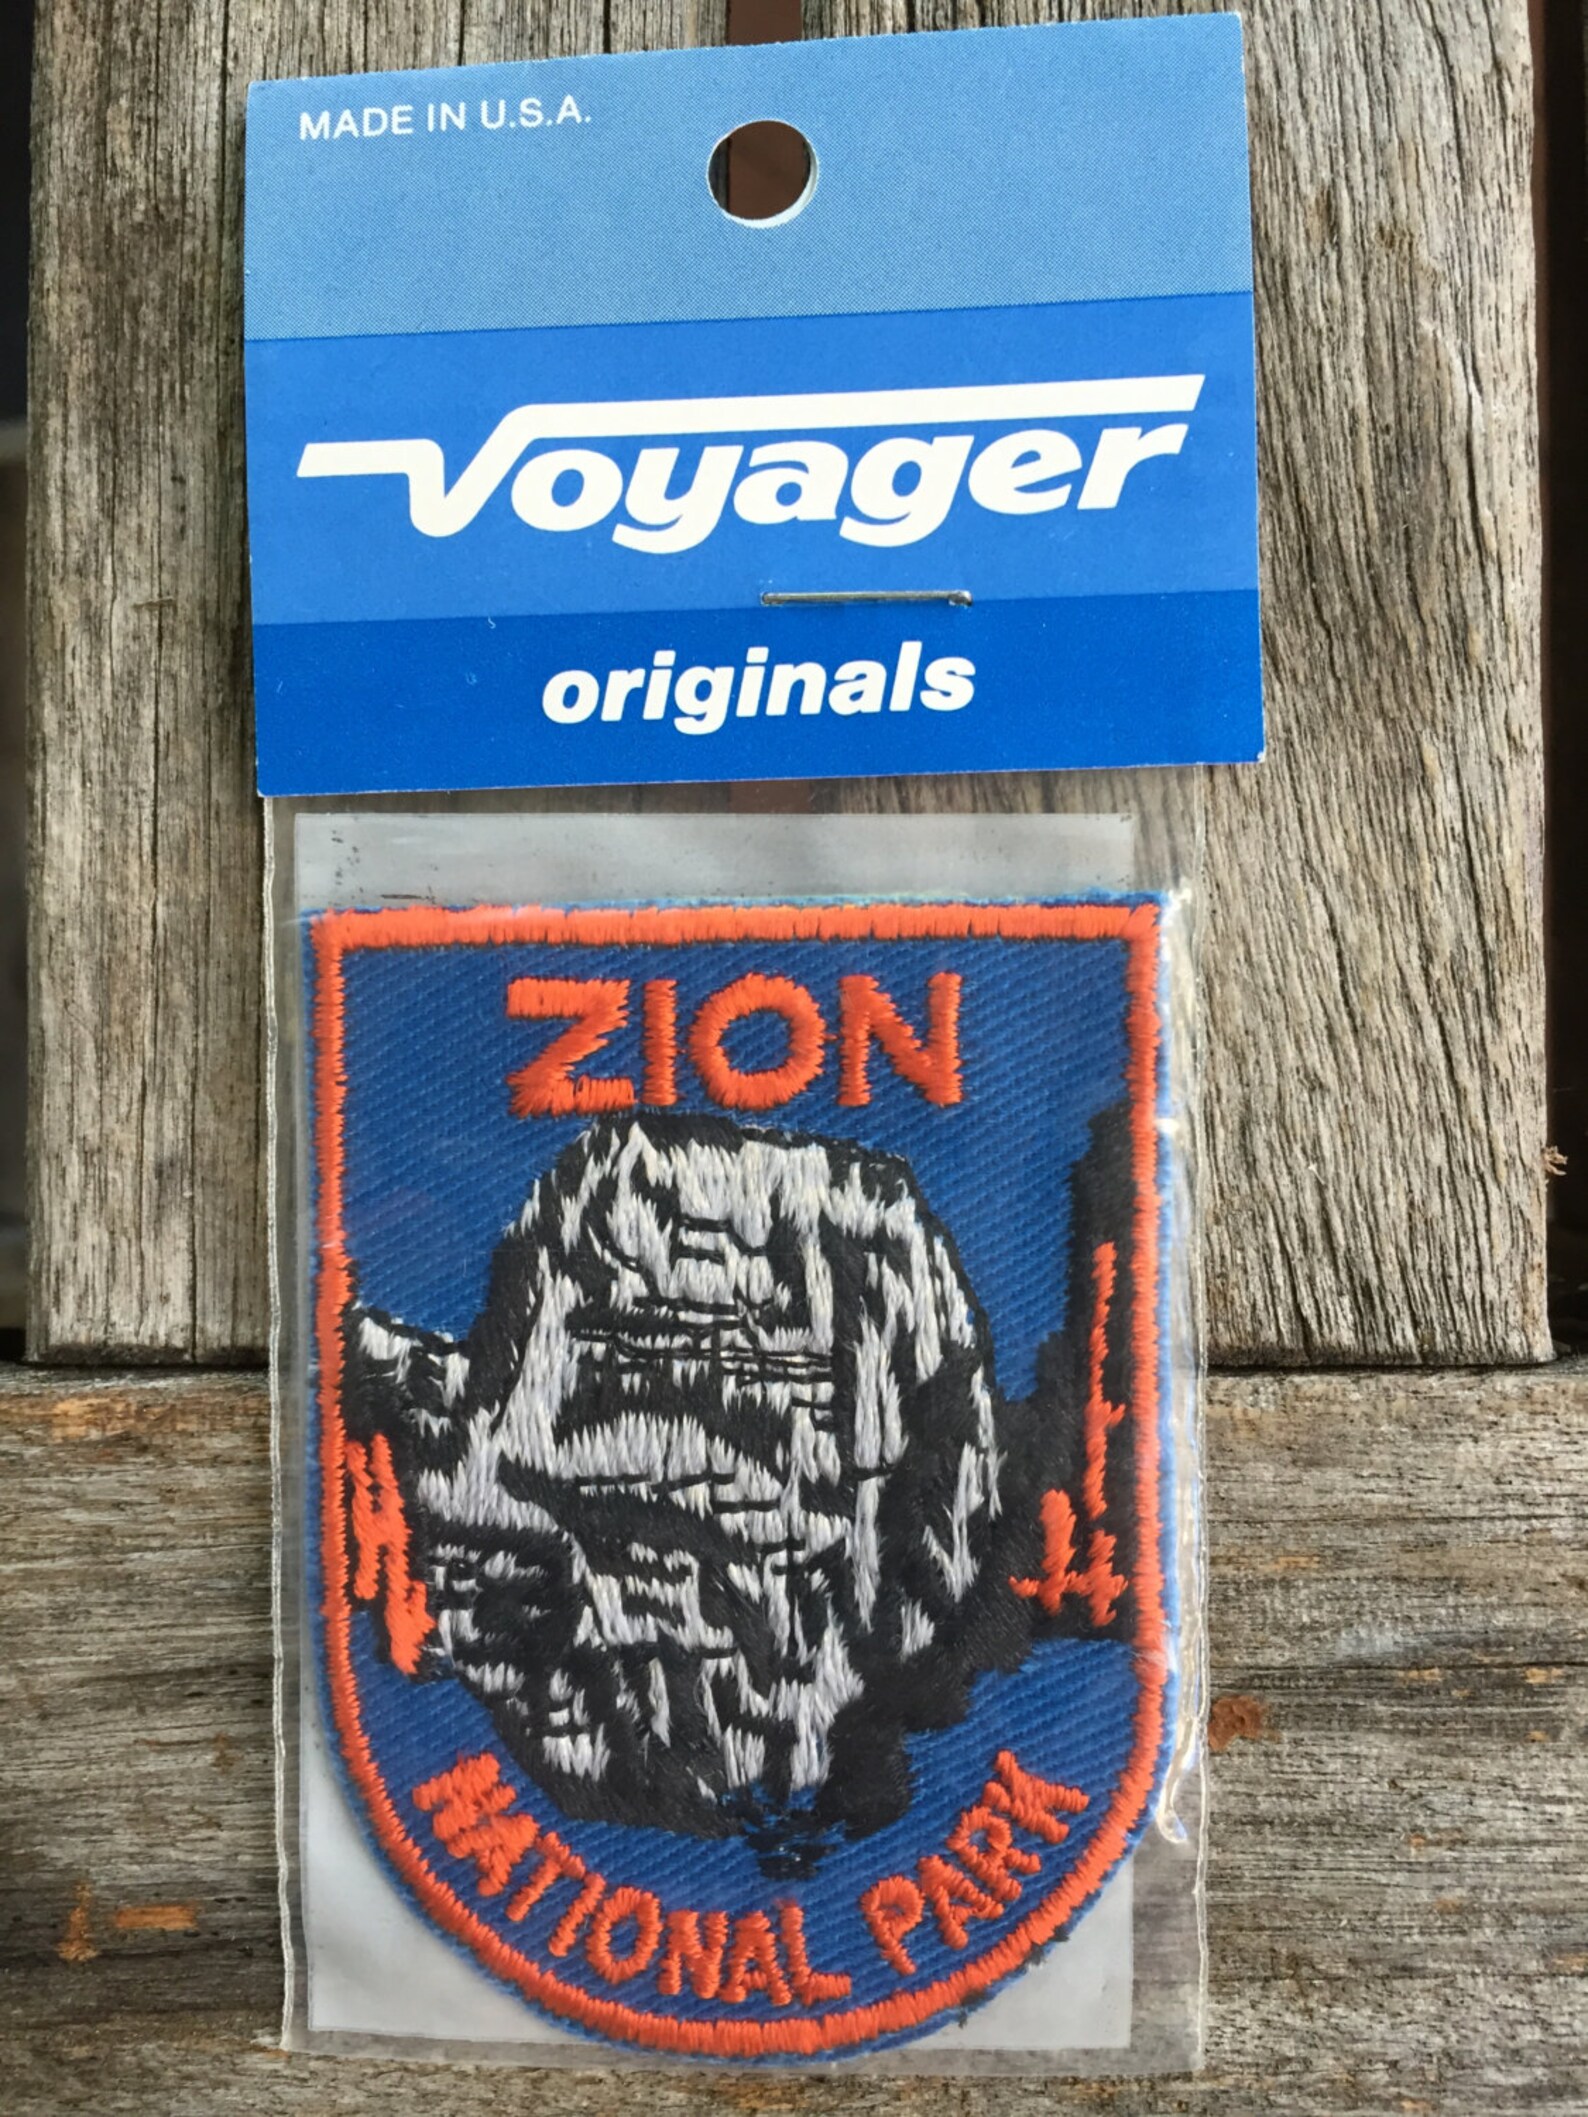 MADE IN U.S.A.
Voyager
originals
ZION
NATIONAL PARK